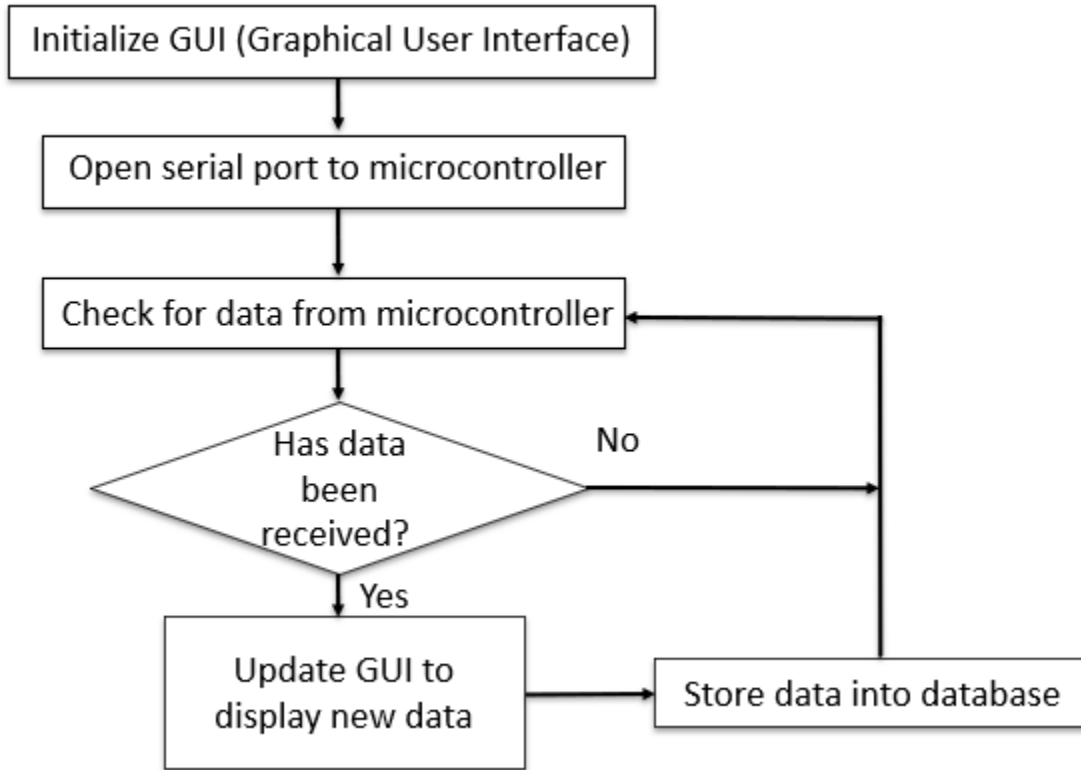 Initialize GUI (Graphical User Interface)
Open serial port to microcontroller
Check for data from microcontroller
Has data
been
received?
No
Yes
Update GUI to
display new data
Store data into database